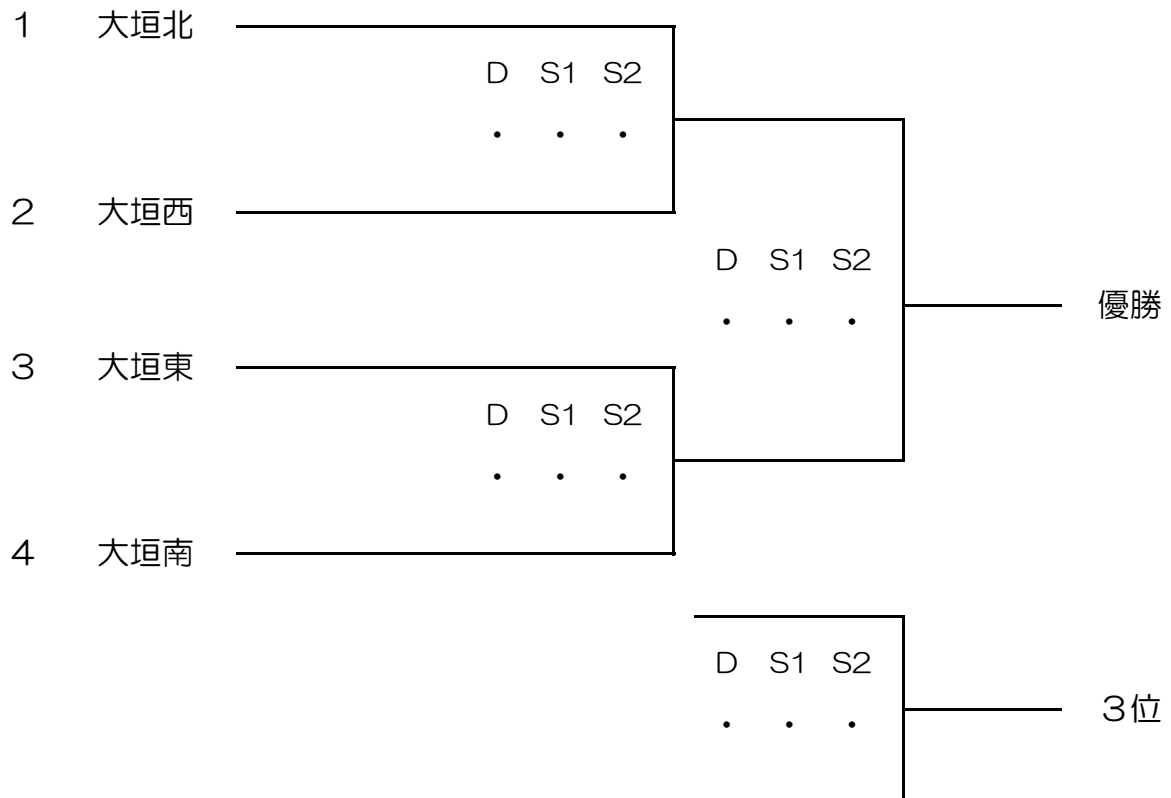 １ 大垣北
D S1 S2
・ ・ ・
２ 大垣西
D S1 S2
・ ・ ・
優勝
３ 大垣東
D S1 S2
・ ・ ・
４ 大垣南
D S1 S2
・ ・ ・
３位